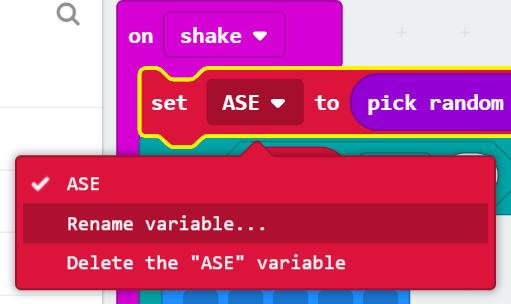 on shake
set ASE to pick random
ASE
Rename variable...
Delete the "ASE" variable